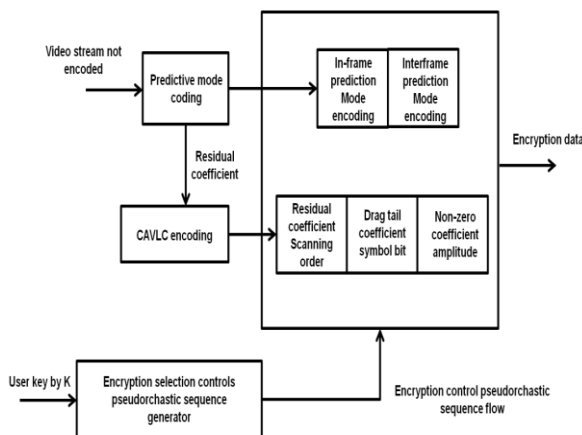 Video stream not
encoded
Predictive mode
coding
In-frame
prediction
Mode
encoding
Interframe
prediction
Mode
encoding
Encryption data
Residual
coefficient
CAVLC encoding
Residual
coefficient
Scanning
order
Drag tail
coefficient
symbol bit
Non-zero
coefficient
amplitude
User key by K
Encryption selection controls
pseudorchastic sequence
generator
Encryption control pseudorchastic
sequence flow